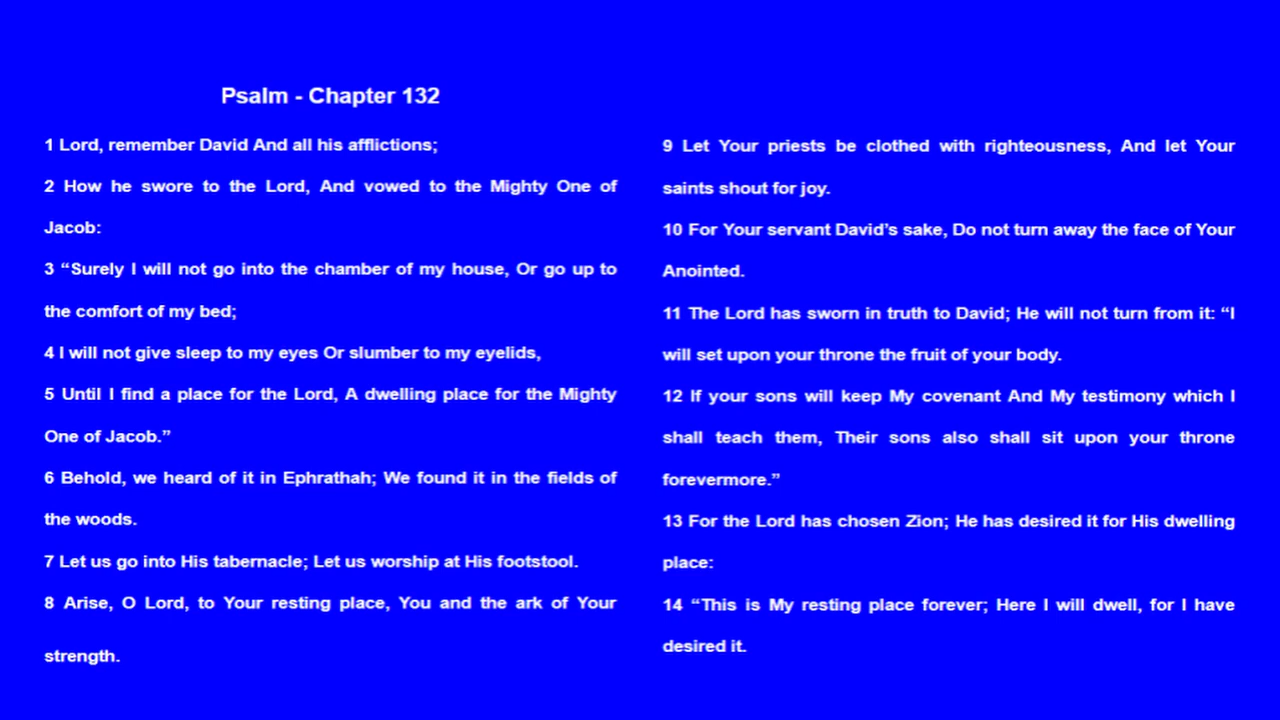 Psalm - Chapter 132
1 Lord, remember David And all his afflictions;
2 How he swore to the Lord, And vowed to the Mighty One of
Jacob:
3 “Surely I will not go into the chamber of my house, Or go up to
the comfort of my bed;
4 I will not give sleep to my eyes Or slumber to my eyelids,
5 Until I find a place for the Lord, A dwelling place for the Mighty
One of Jacob.”
6 Behold, we heard of it in Ephrathah; We found it in the fields of
the woods.
7 Let us go into His tabernacle; Let us worship at His footstool.
8 Arise, O Lord, to Your resting place, You and the ark of Your
strength.
9 Let Your priests be clothed with righteousness, And let Your
saints shout for joy.
10 For Your servant David’s sake, Do not turn away the face of Your
Anointed.
11 The Lord has sworn in truth to David; He will not turn from it: “I
will set upon your throne the fruit of your body.
12 If your sons will keep My covenant And My testimony which I
shall teach them, Their sons also shall sit upon your throne
forevermore.”
13 For the Lord has chosen Zion; He has desired it for His dwelling
place:
14 “This is My resting place forever; Here I will dwell, for I have
desired it.